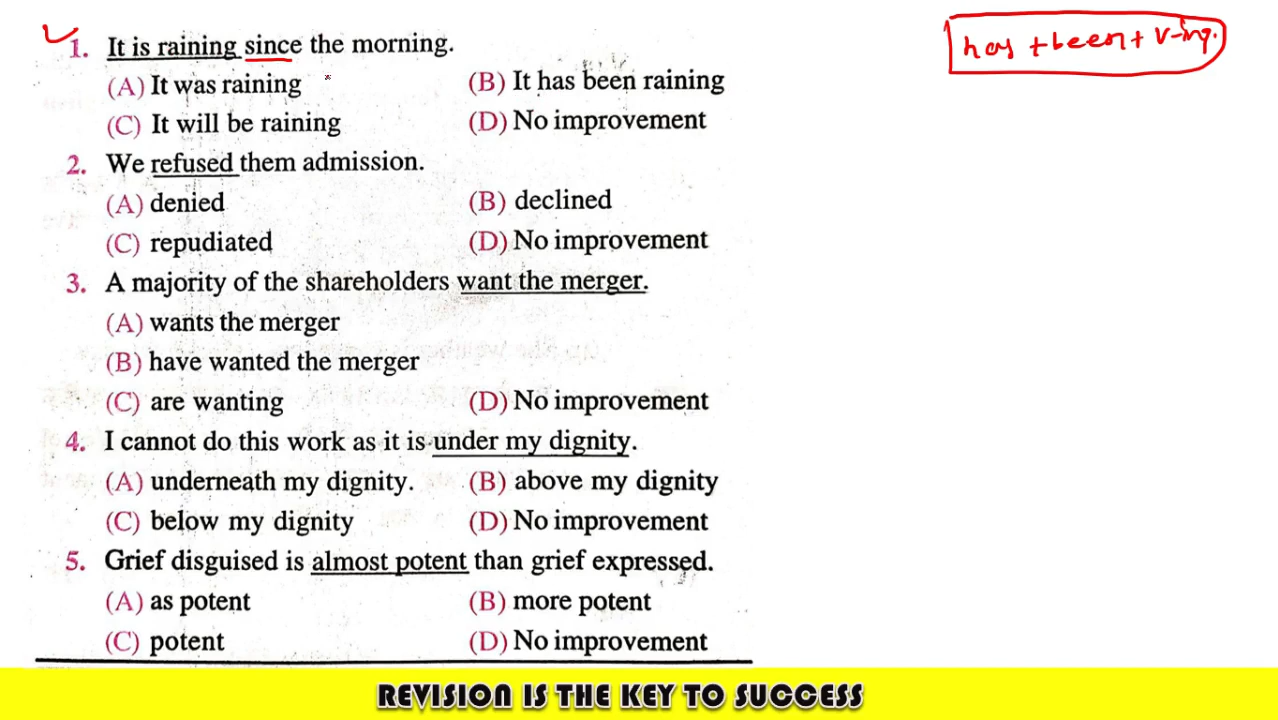 has + been + V-ing.
1. It is raining since the morning.
(A) It was raining (B) It has been raining
(C) It will be raining (D) No improvement
2. We refused them admission.
(A) denied (B) declined
(C) repudiated (D) No improvement
3. A majority of the shareholders want the merger.
(A) wants the merger
(B) have wanted the merger
(C) are wanting (D) No improvement
4. I cannot do this work as it is under my dignity.
(A) underneath my dignity. (B) above my dignity
(C) below my dignity (D) No improvement
5. Grief disguised is almost potent than grief expressed.
(A) as potent (B) more potent
(C) potent (D) No improvement
REVISION IS THE KEY TO SUCCESS